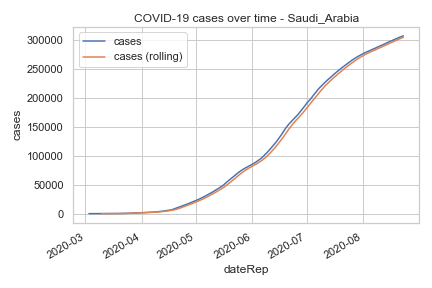 COVID-19 cases over time - Saudi_Arabia
cases
cases (rolling)
300000
250000
200000
150000
100000
50000
0
cases
2020-03
2020-04
2020-05
2020-06
2020-07
2020-08
dateRep